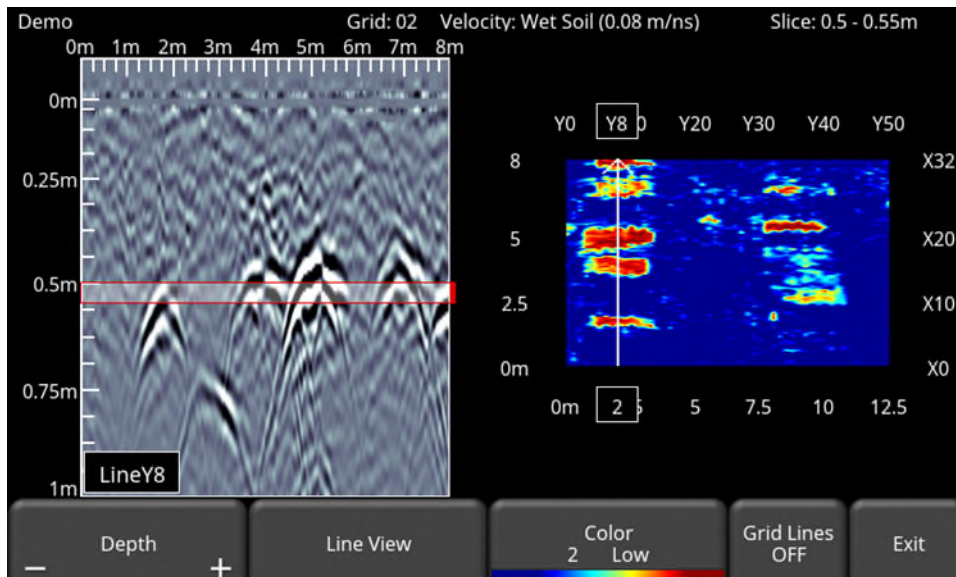 Demo Grid: 02 Velocity: Wet Soil (0.08 m/ns) Slice: 0.5 - 0.55m
0m 1m 2m 3m 4m 5m 6m 7m 8m
0m
0.25m
0.5m
0.75m
1m
LineY8
Y0 Y8 0 Y20 Y30 Y40 Y50
8 X32
5 X20
2.5 X10
0m X0
0m 2 5 5 7.5 10 12.5
Depth
− +
Line View
Color
2 Low
Grid Lines
OFF
Exit